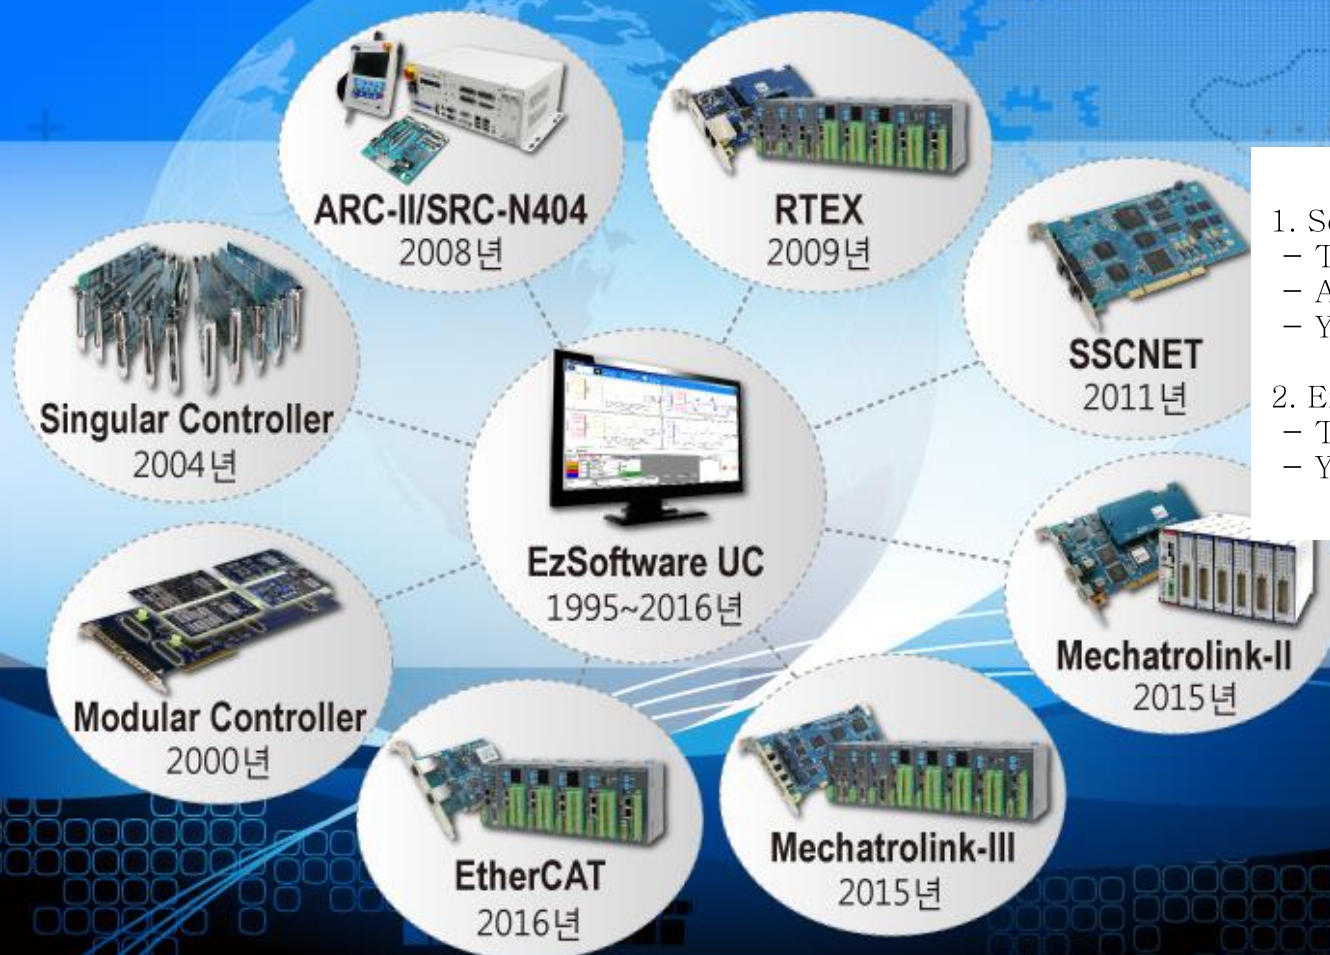 ARC-II/SRC-N404
2008년
RTEX
2009년
SSCNET
2011년
Singular Controller
2004년
EzSoftware UC
1995~2016년
Mechatrolink-II
2015년
Modular Controller
2000년
Mechatrolink-III
2015년
EtherCAT
2016년
1.
–
–
–
2.
–
–